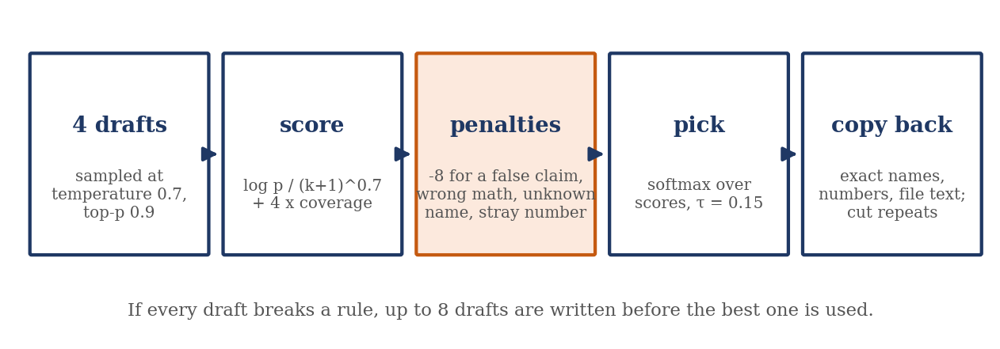 4 drafts
sampled at
temperature 0.7,
top-p 0.9
score
log p / (k+1)^0.7
+ 4 x coverage
penalties
-8 for a false claim,
wrong math, unknown
name, stray number
pick
softmax over
scores, τ = 0.15
copy back
exact names,
numbers, file text;
cut repeats
If every draft breaks a rule, up to 8 drafts are written before the best one is used.